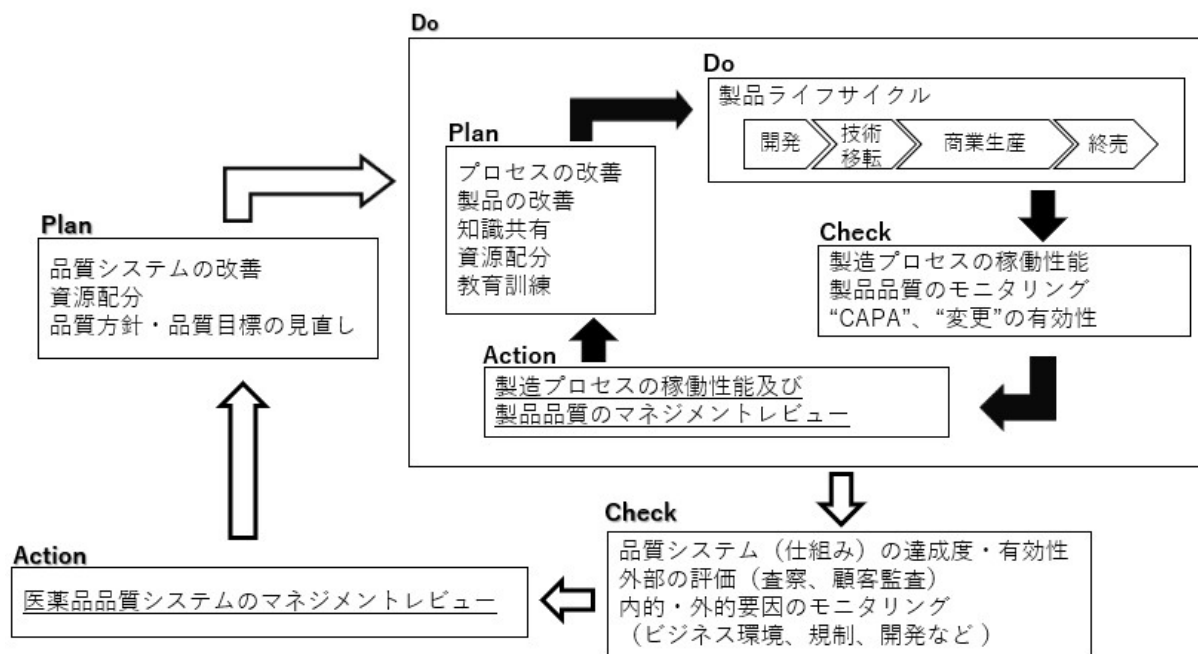 Do
Do
製品ライフサイクル
開発
技術
移転
商業生産
終売
Plan
プロセスの改善
製品の改善
知識共有
資源配分
教育訓練
Check
製造プロセスの稼働性能
製品品質のモニタリング
“CAPA”、“変更”の有効性
Action
製造プロセスの稼働性能及び
製品品質のマネジメントレビュー
Plan
品質システムの改善
資源配分
品質方針・品質目標の見直し
Check
品質システム（仕組み）の達成度・有効性
外部の評価（査察、顧客監査）
内的・外的要因のモニタリング
（ビジネス環境、規制、開発など ）
Action
医薬品品質システムのマネジメントレビュー